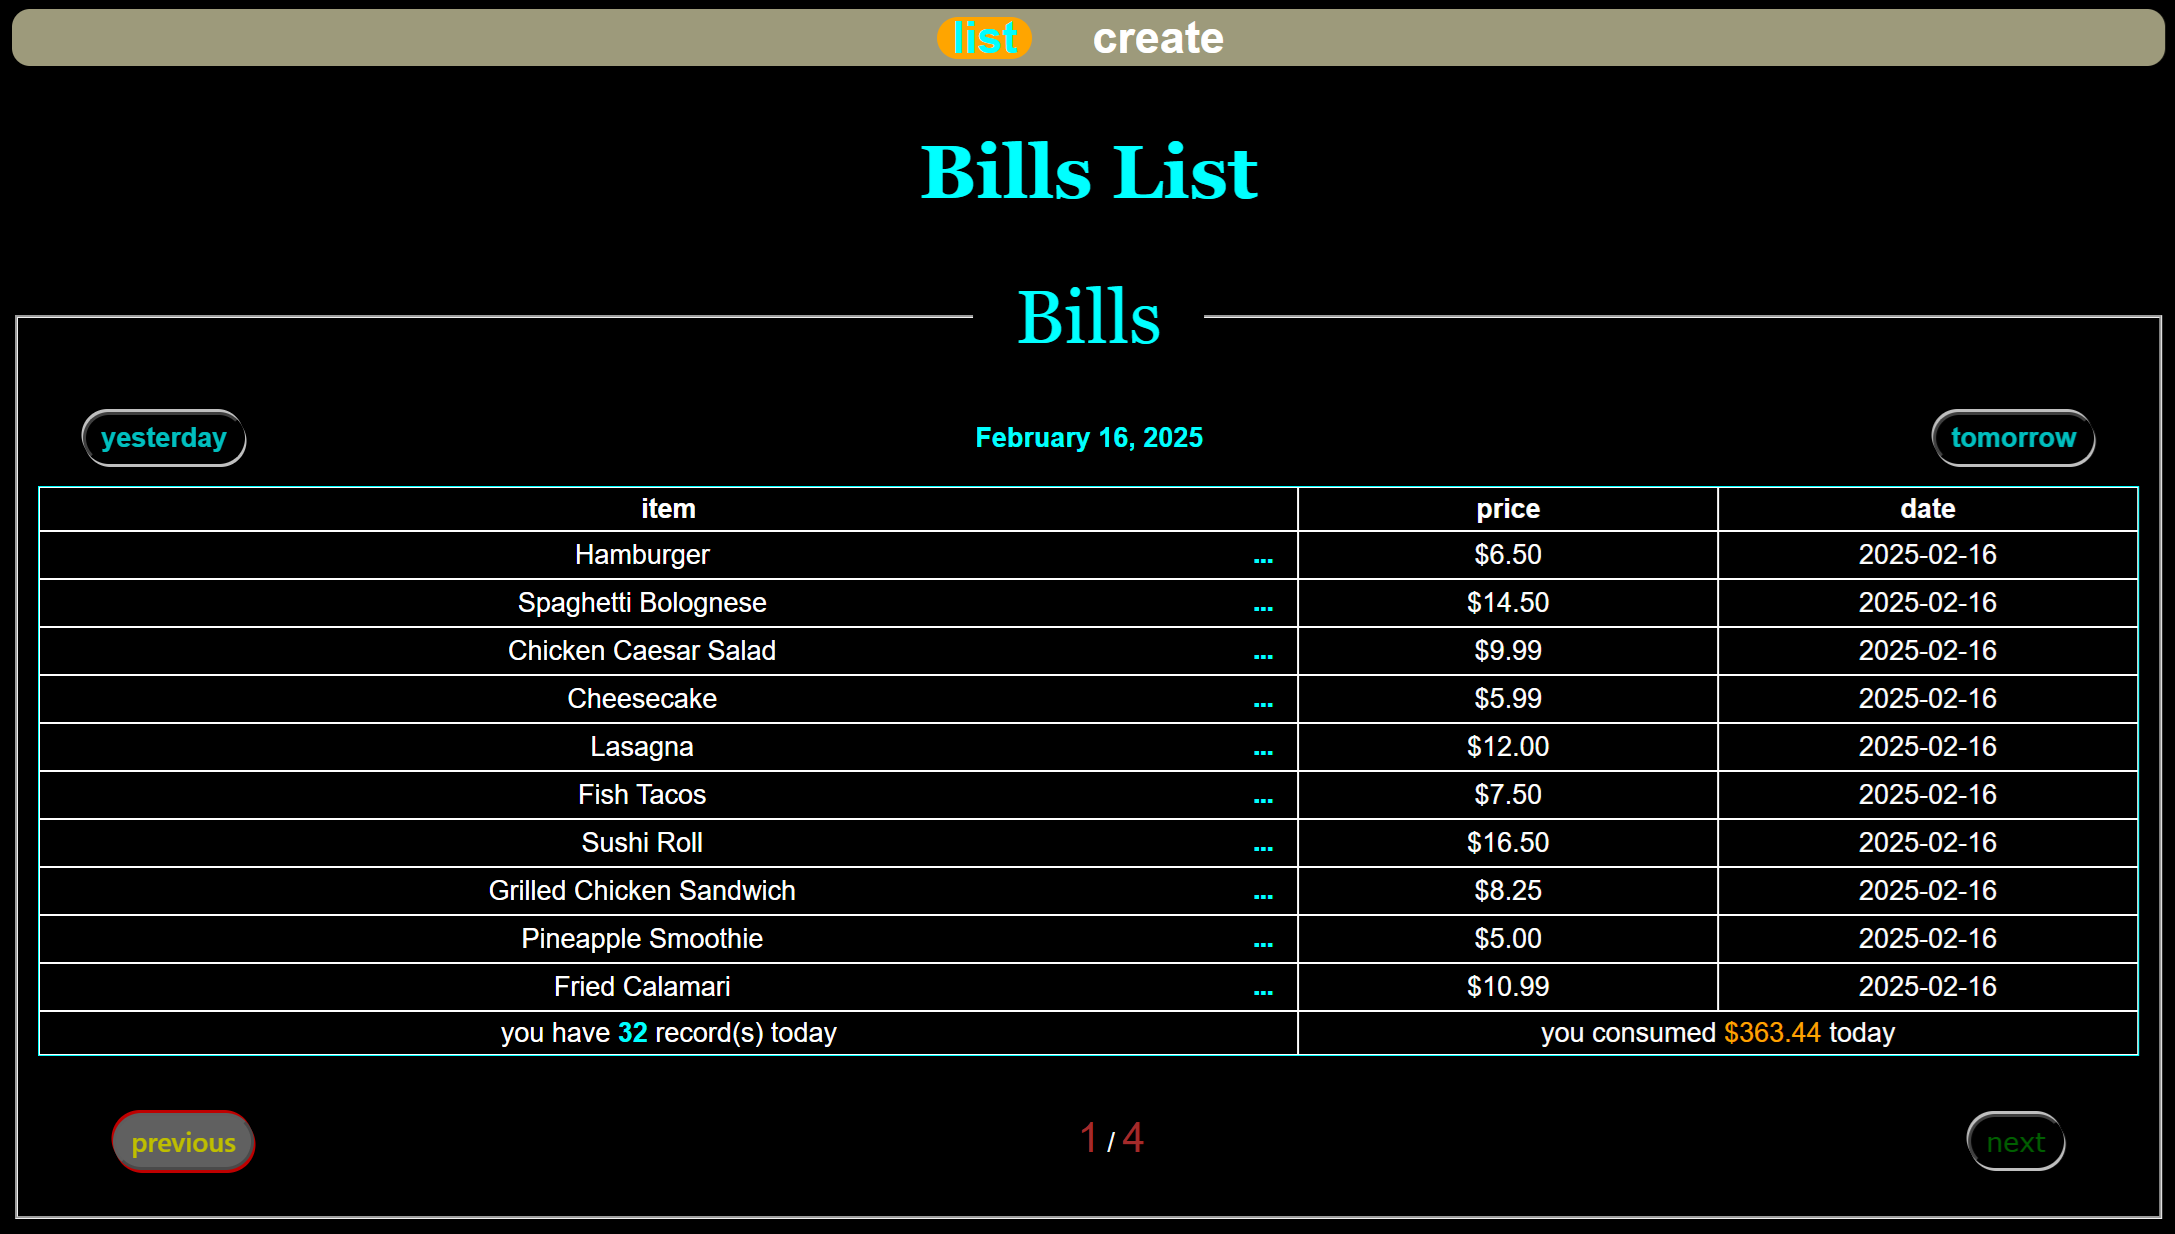 list create
Bills List
Bills
yesterday February 16, 2025 tomorrow
item price date
Hamburger ... $6.50 2025-02-16
Spaghetti Bolognese ... $14.50 2025-02-16
Chicken Caesar Salad ... $9.99 2025-02-16
Cheesecake ... $5.99 2025-02-16
Lasagna ... $12.00 2025-02-16
Fish Tacos ... $7.50 2025-02-16
Sushi Roll ... $16.50 2025-02-16
Grilled Chicken Sandwich ... $8.25 2025-02-16
Pineapple Smoothie ... $5.00 2025-02-16
Fried Calamari ... $10.99 2025-02-16
you have 32 record(s) today you consumed $363.44 today
previous 1 / 4 next